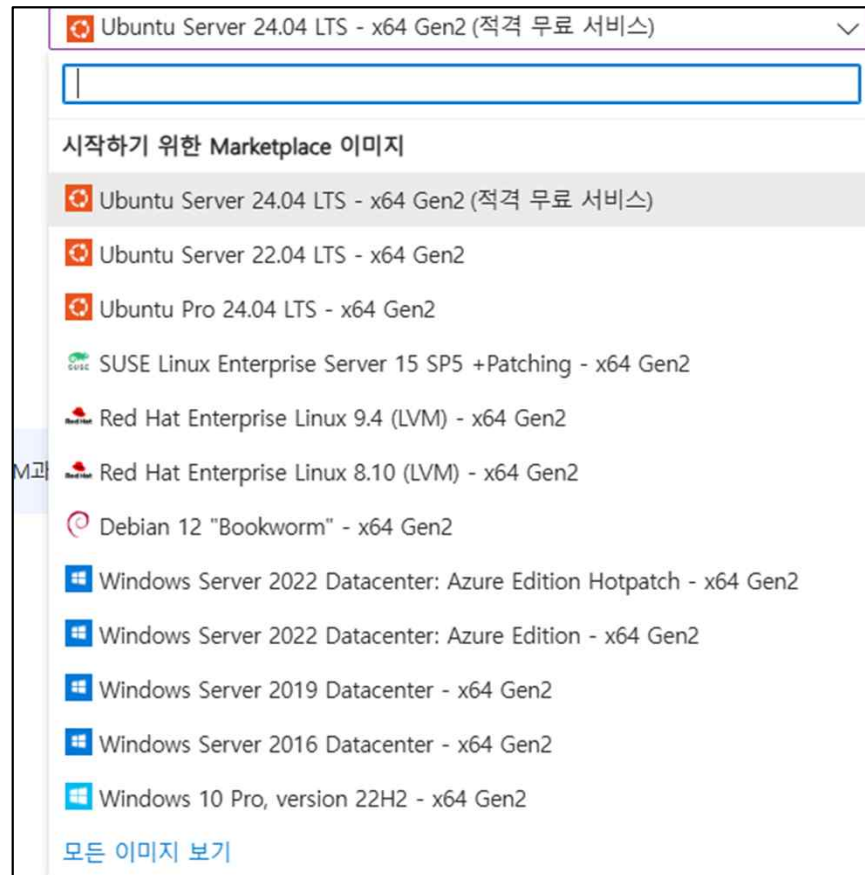 Ubuntu Server 24.04 LTS - x64 Gen2 (적격 무료 서비스)
시작하기 위한 Marketplace 이미지
Ubuntu Server 24.04 LTS - x64 Gen2 (적격 무료 서비스)
Ubuntu Server 22.04 LTS - x64 Gen2
Ubuntu Pro 24.04 LTS - x64 Gen2
SUSE SUSE Linux Enterprise Server 15 SP5 +Patching - x64 Gen2
Red Hat Red Hat Enterprise Linux 9.4 (LVM) - x64 Gen2
M과 Red Hat Red Hat Enterprise Linux 8.10 (LVM) - x64 Gen2
Debian 12 "Bookworm" - x64 Gen2
Windows Server 2022 Datacenter: Azure Edition Hotpatch - x64 Gen2
Windows Server 2022 Datacenter: Azure Edition - x64 Gen2
Windows Server 2019 Datacenter - x64 Gen2
Windows Server 2016 Datacenter - x64 Gen2
Windows 10 Pro, version 22H2 - x64 Gen2
모든 이미지 보기